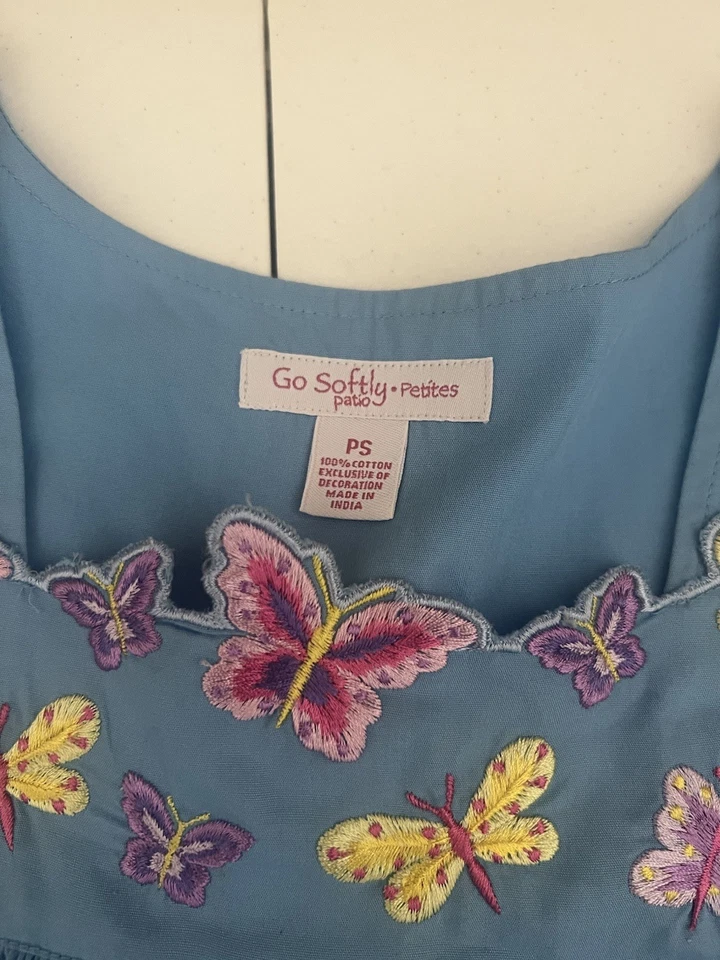 Go Softly • Petites
patio
PS
100% COTTON
EXCLUSIVE OF
DECORATION
MADE IN
INDIA